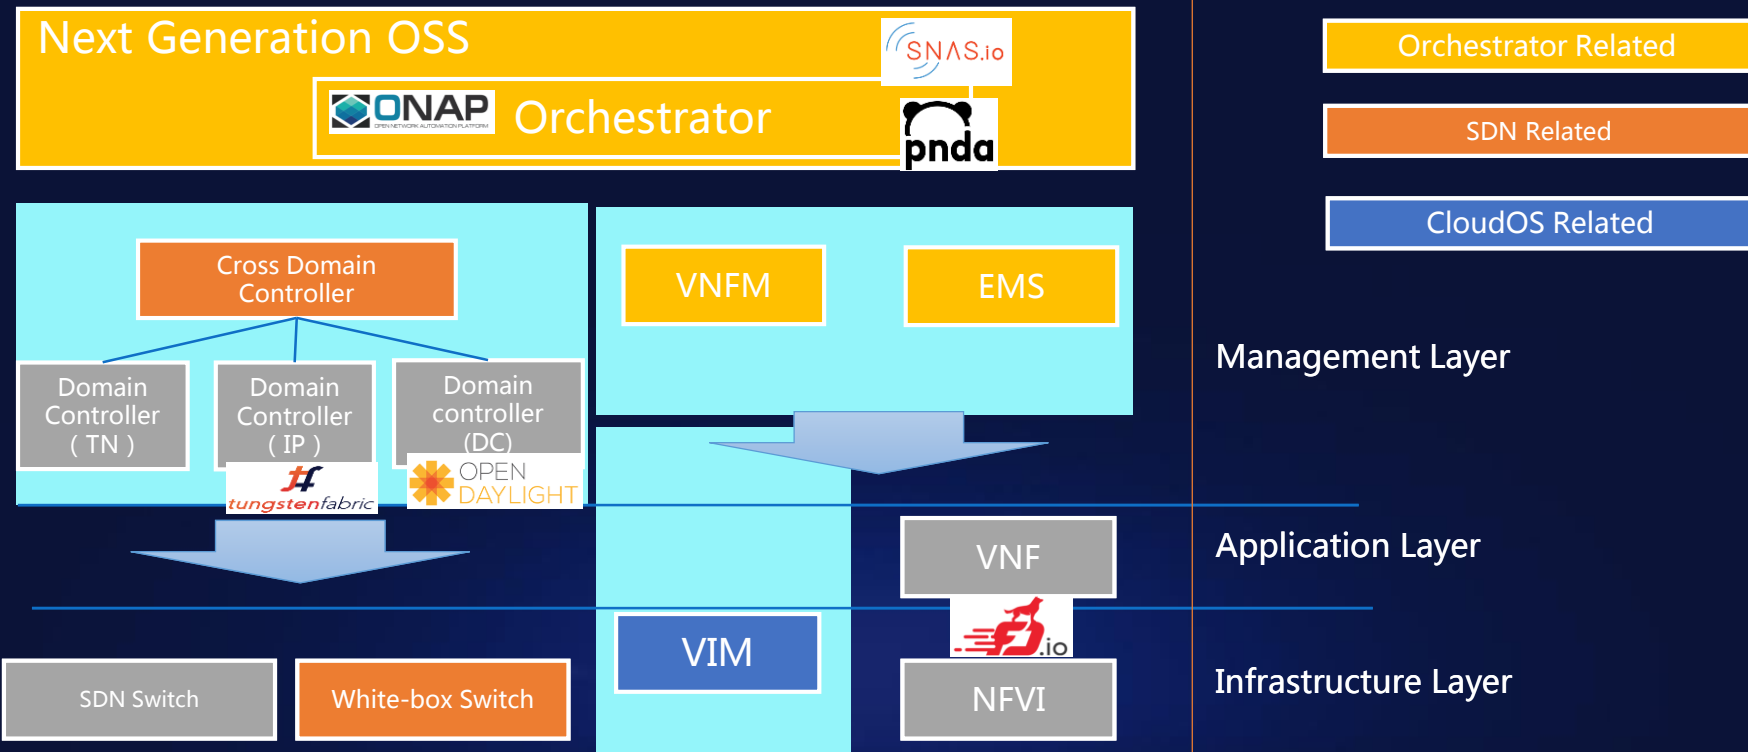 Next Generation OSS
SNAS.io
ONAP
OPEN NETWORK AUTOMATION PLATFORM
Orchestrator
pnda
Orchestrator Related
SDN Related
CloudOS Related
Cross Domain
Controller
Domain
Controller
( TN )
Domain
Controller
( IP )
Domain
controller
(DC)
tungstenfabric
OPEN
DAYLIGHT
VNFM
EMS
Management Layer
VNF
Application Layer
.io
VIM
SDN Switch
White-box Switch
NFVI
Infrastructure Layer